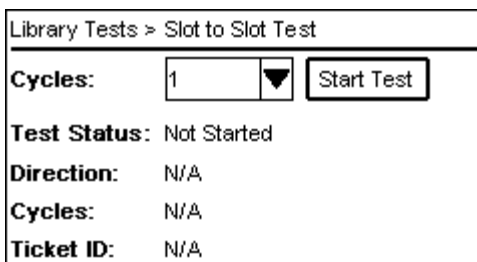 Library Tests > Slot to Slot Test
Cycles: 1 Start Test
Test Status: Not Started
Direction: N/A
Cycles: N/A
Ticket ID: N/A